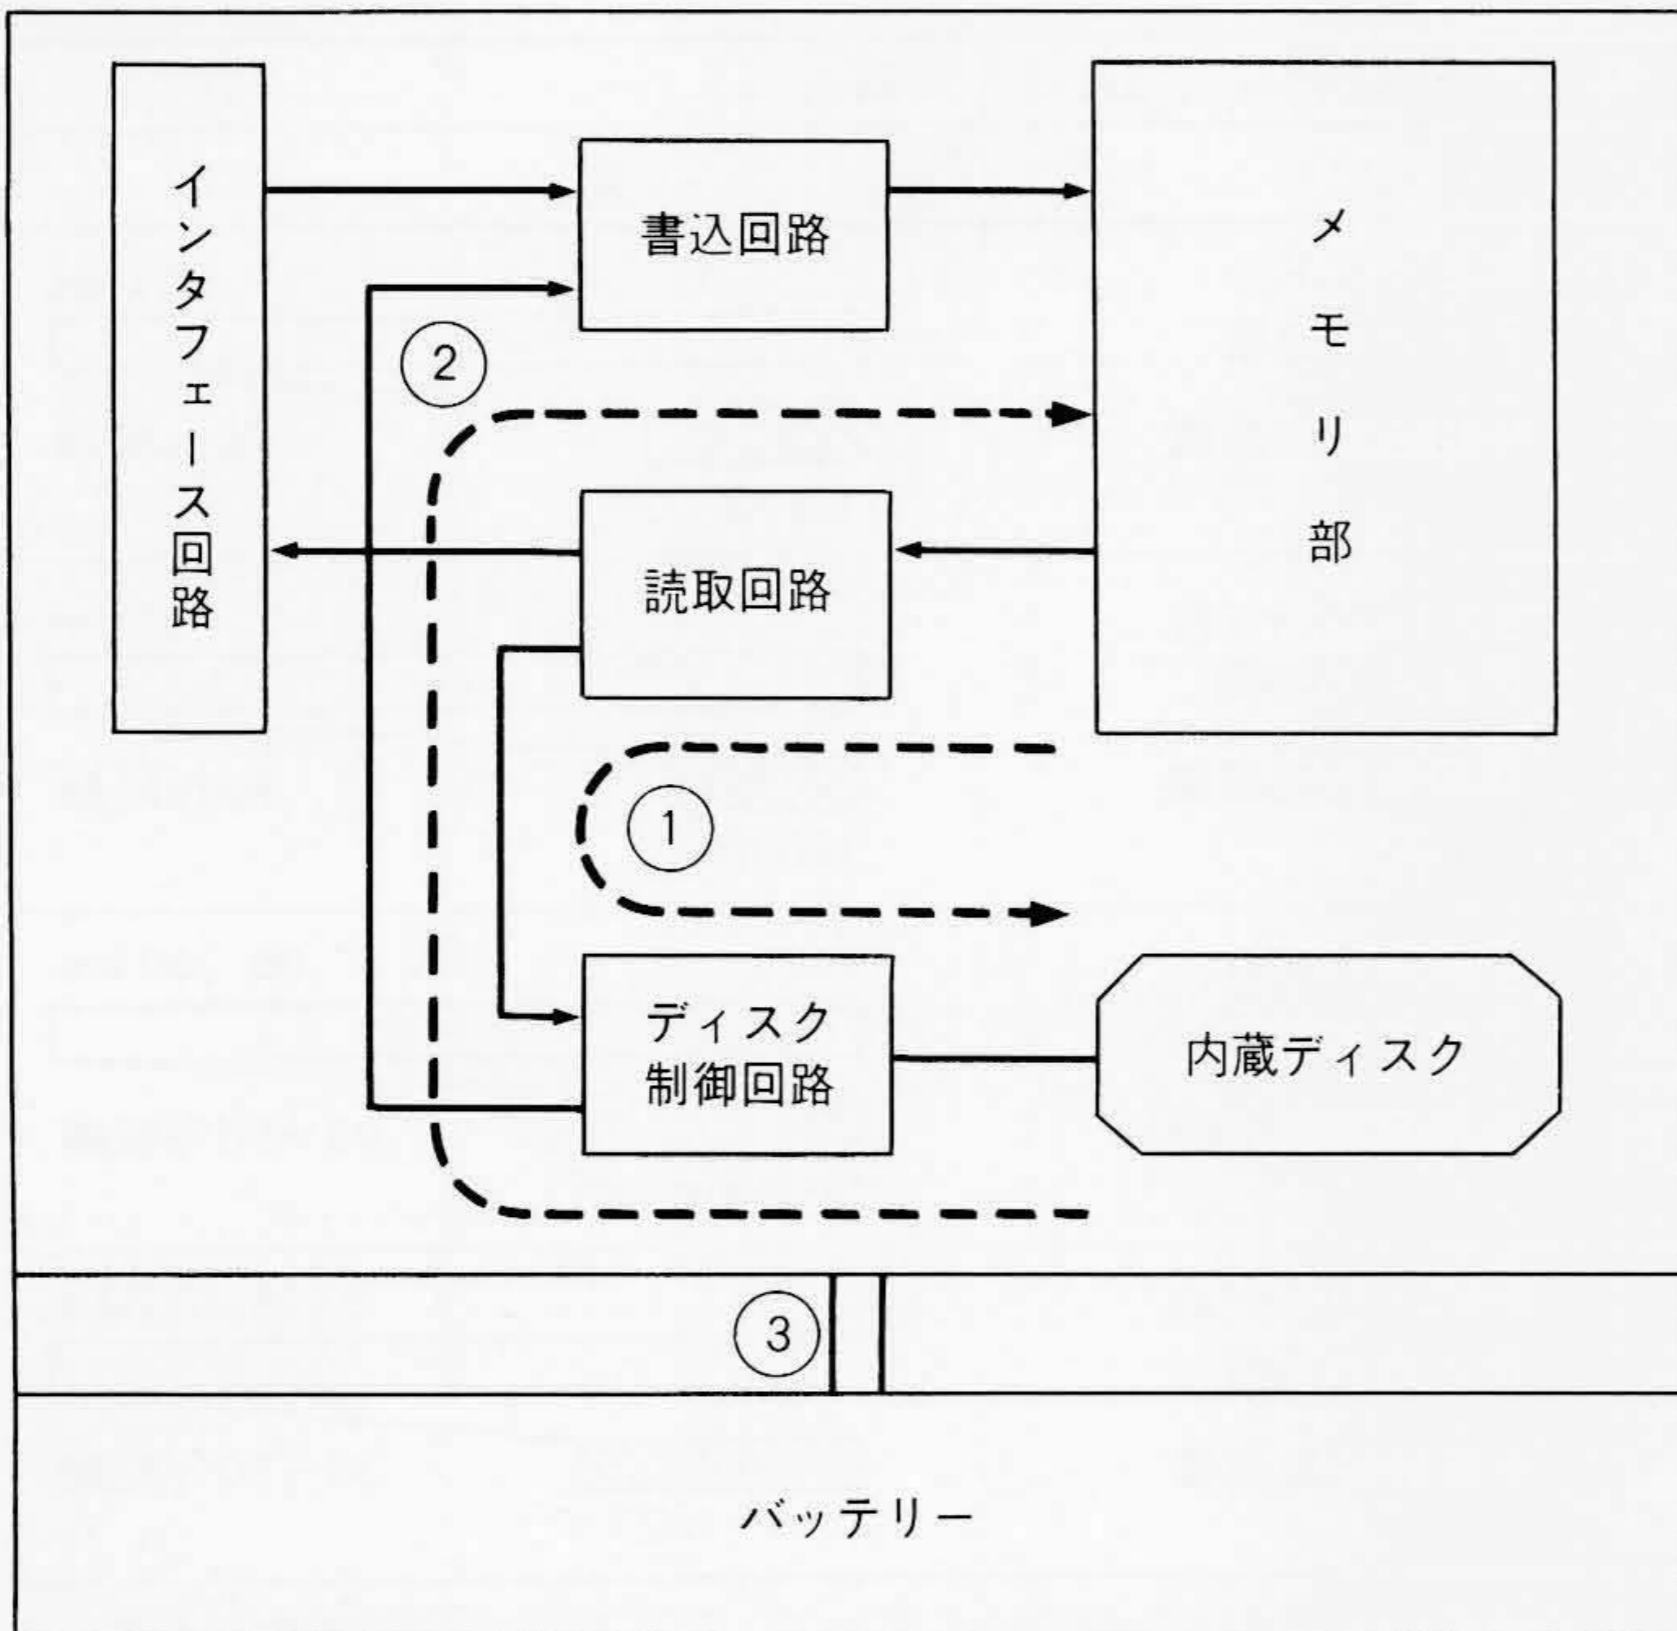 インタフェース回路
書込回路
メモリ部
②
読取回路
①
ディスク
制御回路
内蔵ディスク
③
バッテリー